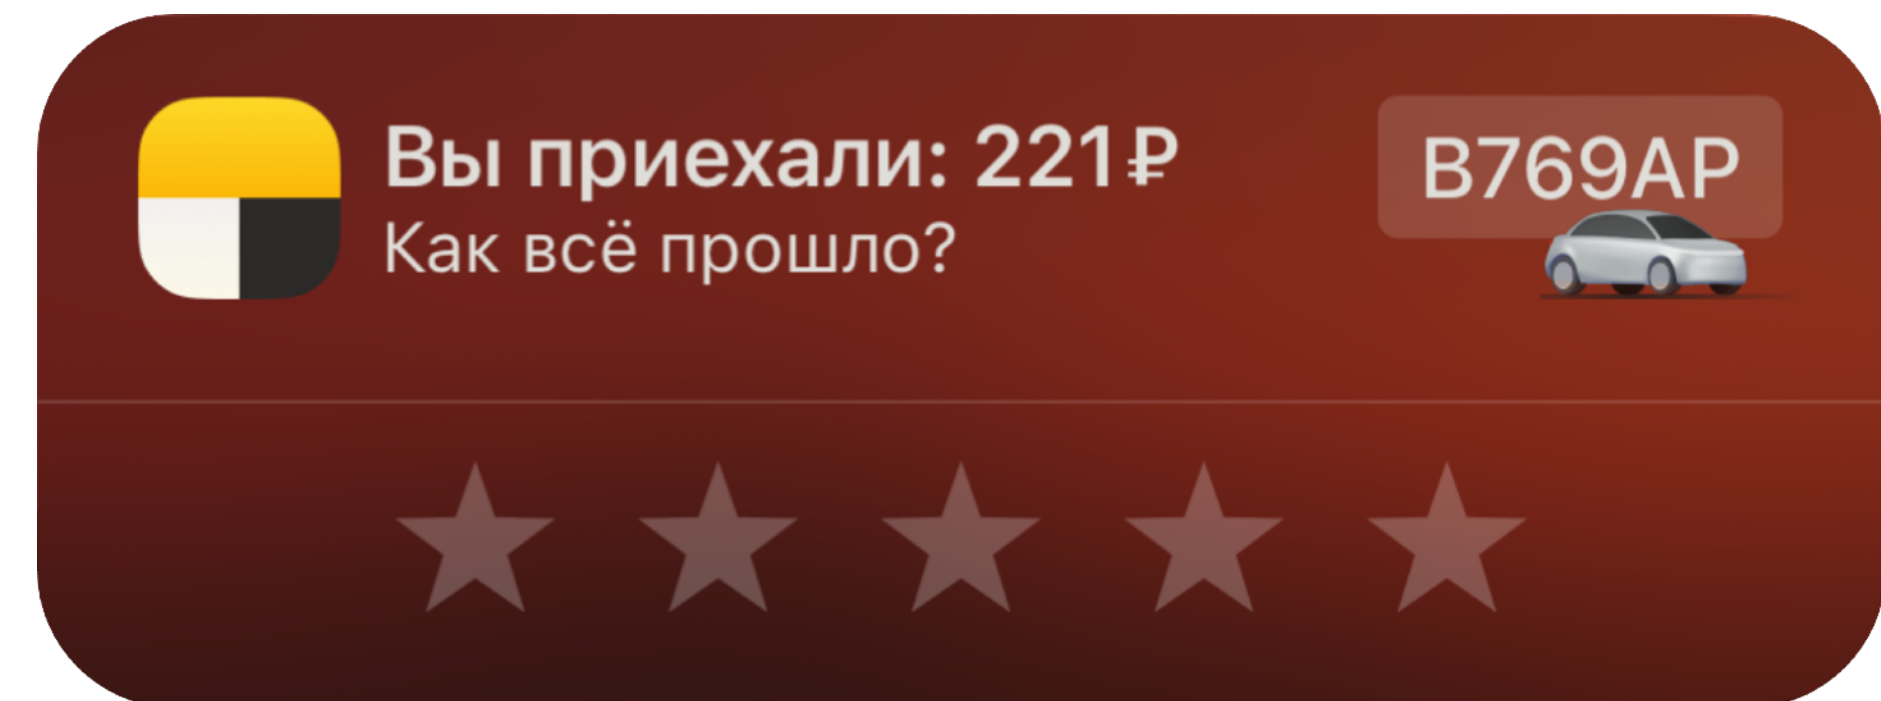 Вы приехали: 221 ₽
В769АР
Как всё прошло?